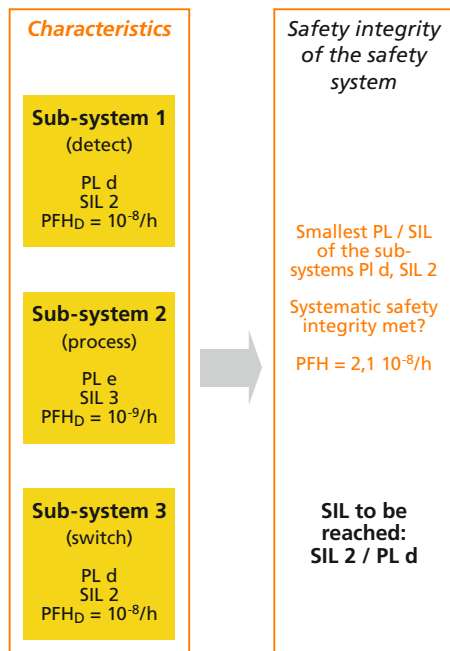 Characteristics
Sub-system 1
(detect)
PL d
SIL 2
PFHD = 10-8/h
Sub-system 2
(process)
PL e
SIL 3
PFHD = 10-9/h
Sub-system 3
(switch)
PL d
SIL 2
PFHD = 10-8/h
Safety integrity
of the safety
system
Smallest PL / SIL
of the sub-
systems Pl d, SIL 2
Systematic safety
integrity met?
PFH = 2,1 10-8/h
SIL to be
reached:
SIL 2 / PL d